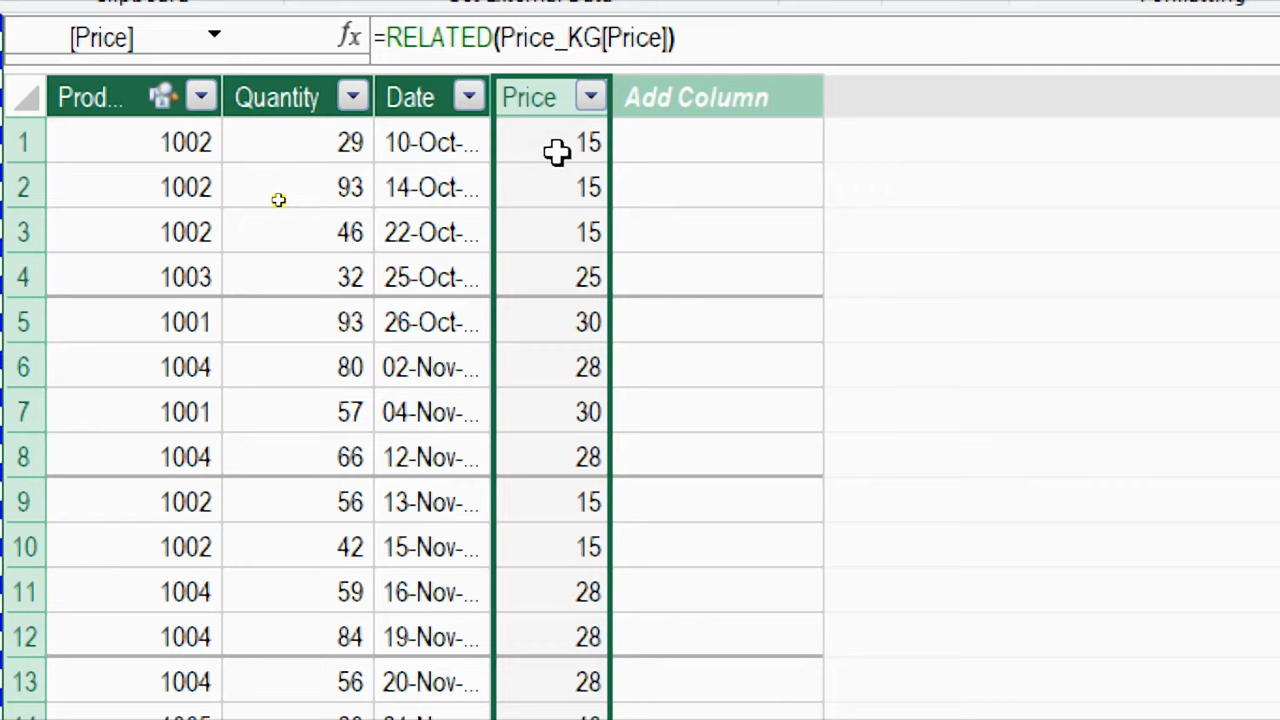 [Price] fx =RELATED(Price_KG[Price])
Prod... Quantity Date Price Add Column
1 1002 29 10-Oct-... 15
2 1002 93 14-Oct-... 15
3 1002 46 22-Oct-... 15
4 1003 32 25-Oct-... 25
5 1001 93 26-Oct-... 30
6 1004 80 02-Nov-... 28
7 1001 57 04-Nov-... 30
8 1004 66 12-Nov-... 28
9 1002 56 13-Nov-... 15
10 1002 42 15-Nov-... 15
11 1004 59 16-Nov-... 28
12 1004 84 19-Nov-... 28
13 1004 56 20-Nov-... 28